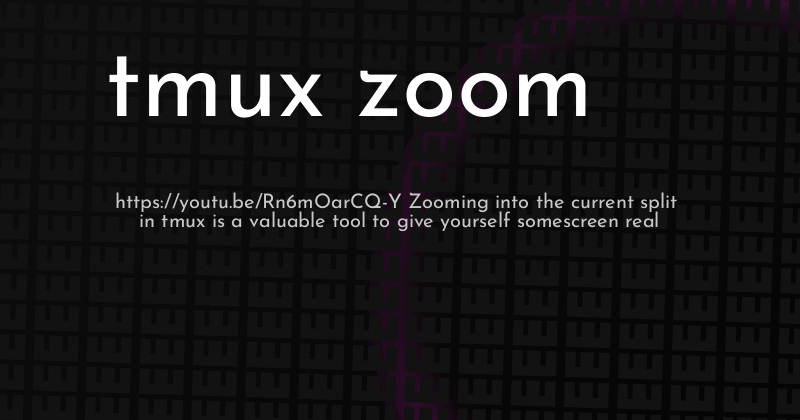 tmux zoom
https://youtu.be/Rn6mOarCQ-Y Zooming into the current split
in tmux is a valuable tool to give yourself somescreen real